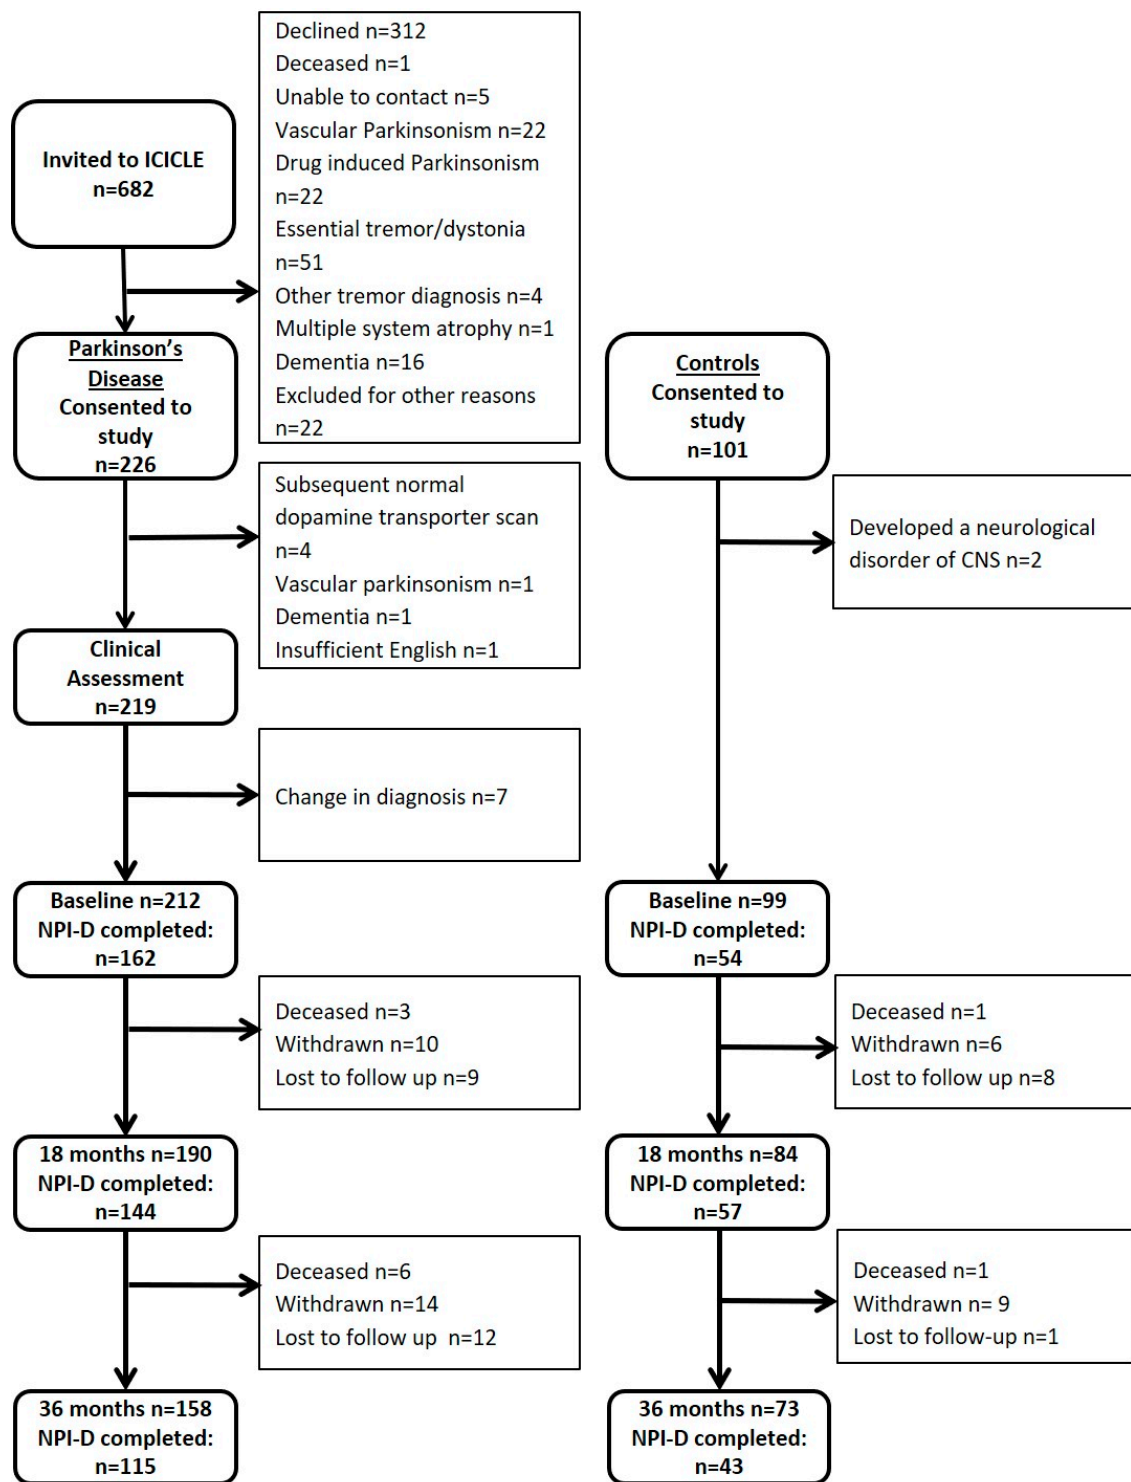 Invited to ICICLE
n=682
Declined n=312
Deceased n=1
Unable to contact n=5
Vascular Parkinsonism n=22
Drug induced Parkinsonism
n=22
Essential tremor/dystonia
n=51
Other tremor diagnosis n=4
Multiple system atrophy n=1
Dementia n=16
Excluded for other reasons
n=22
Parkinson's
Disease
Consented to
study
n=226
Subsequent normal
dopamine transporter scan
n=4
Vascular parkinsonism n=1
Dementia n=1
Insufficient English n=1
Clinical
Assessment
n=219
Change in diagnosis n=7
Baseline n=212
NPI-D completed:
n=162
Deceased n=3
Withdrawn n=10
Lost to follow up n=9
18 months n=190
NPI-D completed:
n=144
Deceased n=6
Withdrawn n=14
Lost to follow up  n=12
36 months n=158
NPI-D completed:
n=115
Controls
Consented to
study
n=101
Developed a neurological
disorder of CNS n=2
Baseline n=99
NPI-D completed:
n=54
Deceased n=1
Withdrawn n=6
Lost to follow up n=8
18 months n=84
NPI-D completed:
n=57
Deceased n=1
Withdrawn n= 9
Lost to follow-up n=1
36 months n=73
NPI-D completed:
n=43